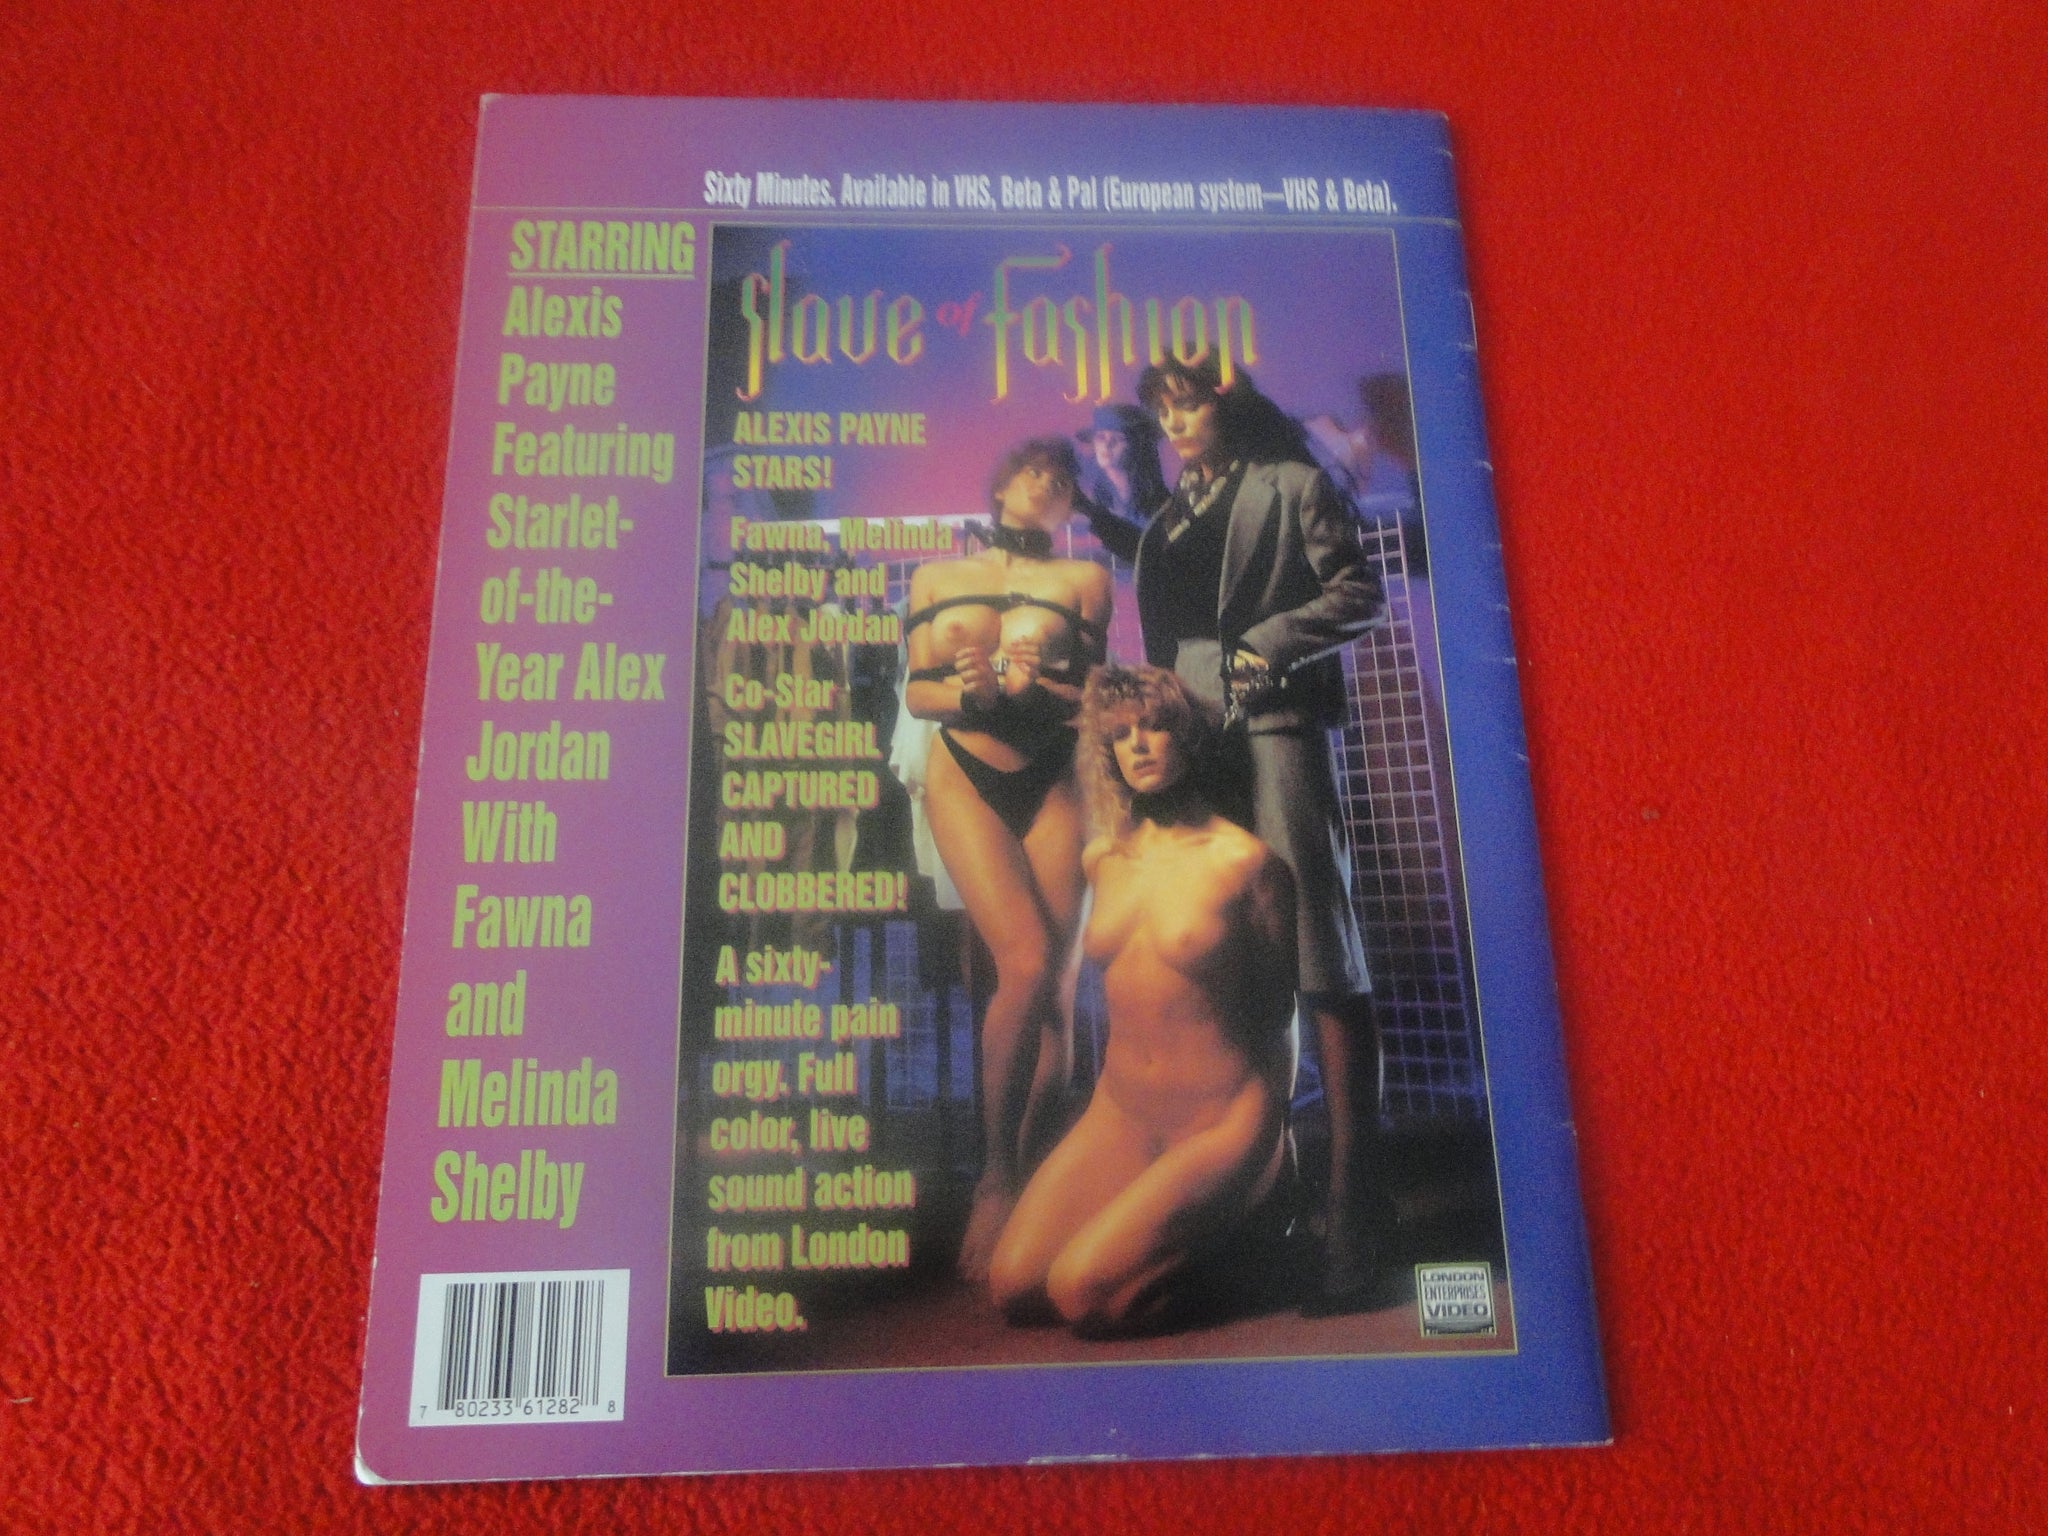 Sixty Minutes. Available in VHS, Beta & Pal (European system—VHS & Beta).
STARRING
Alexis
Payne
Featuring
Starlet-
of-the-
Year Alex
Jordan
With
Fawna
and
Melinda
Shelby
Slave of Fashion
ALEXIS PAYNE
STARS!
Fawna, Melinda
Shelby and
Alex Jordan
Co-Star
SLAVEGIRL
CAPTURED
AND
CLOBBERED!
A sixty-
minute pain
orgy. Full
color, live
sound action
from London
Video.
LONDON
ENTERPRISES
VIDEO
7 80233 61282 8